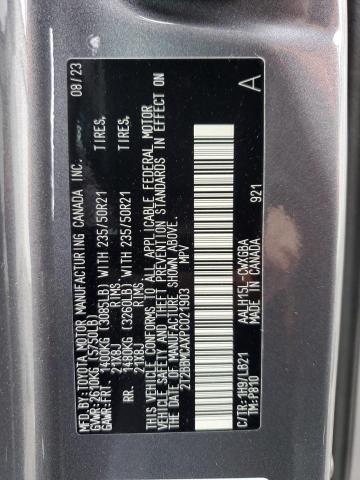 MFD.BY:TOYOTA MOTOR MANUFACTURING CANADA INC. 08/23
GVWR:2610KG (5750LB)
GAWR:FRT. 1400KG (3085LB) WITH 235/50R21 TIRES,
21X8J RIMS
RR. 1480KG (3260LB) WITH 235/50R21 TIRES,
21X8J RIMS
THIS VEHICLE CONFORMS TO ALL APPLICABLE FEDERAL MOTOR
VEHICLE SAFETY AND THEFT PREVENTION STANDARDS IN EFFECT ON
THE DATE OF MANUFACTURE SHOWN ABOVE.
2T2BBMCAXPC021903 MPV
A
C/TR:1H9/LB21 AALH15L-CWXGBA
TM:P810 MADE IN CANADA 921